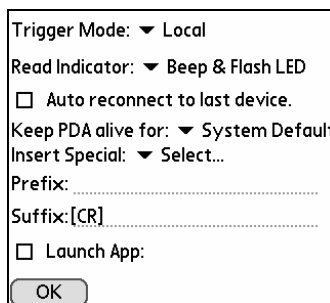 Trigger Mode: Local
Read Indicator: Beep & Flash LED
Auto reconnect to last device.
Keep PDA alive for: System Default
Insert Special: Select...
Prefix:
Suffix:[CR]
Launch App:
OK